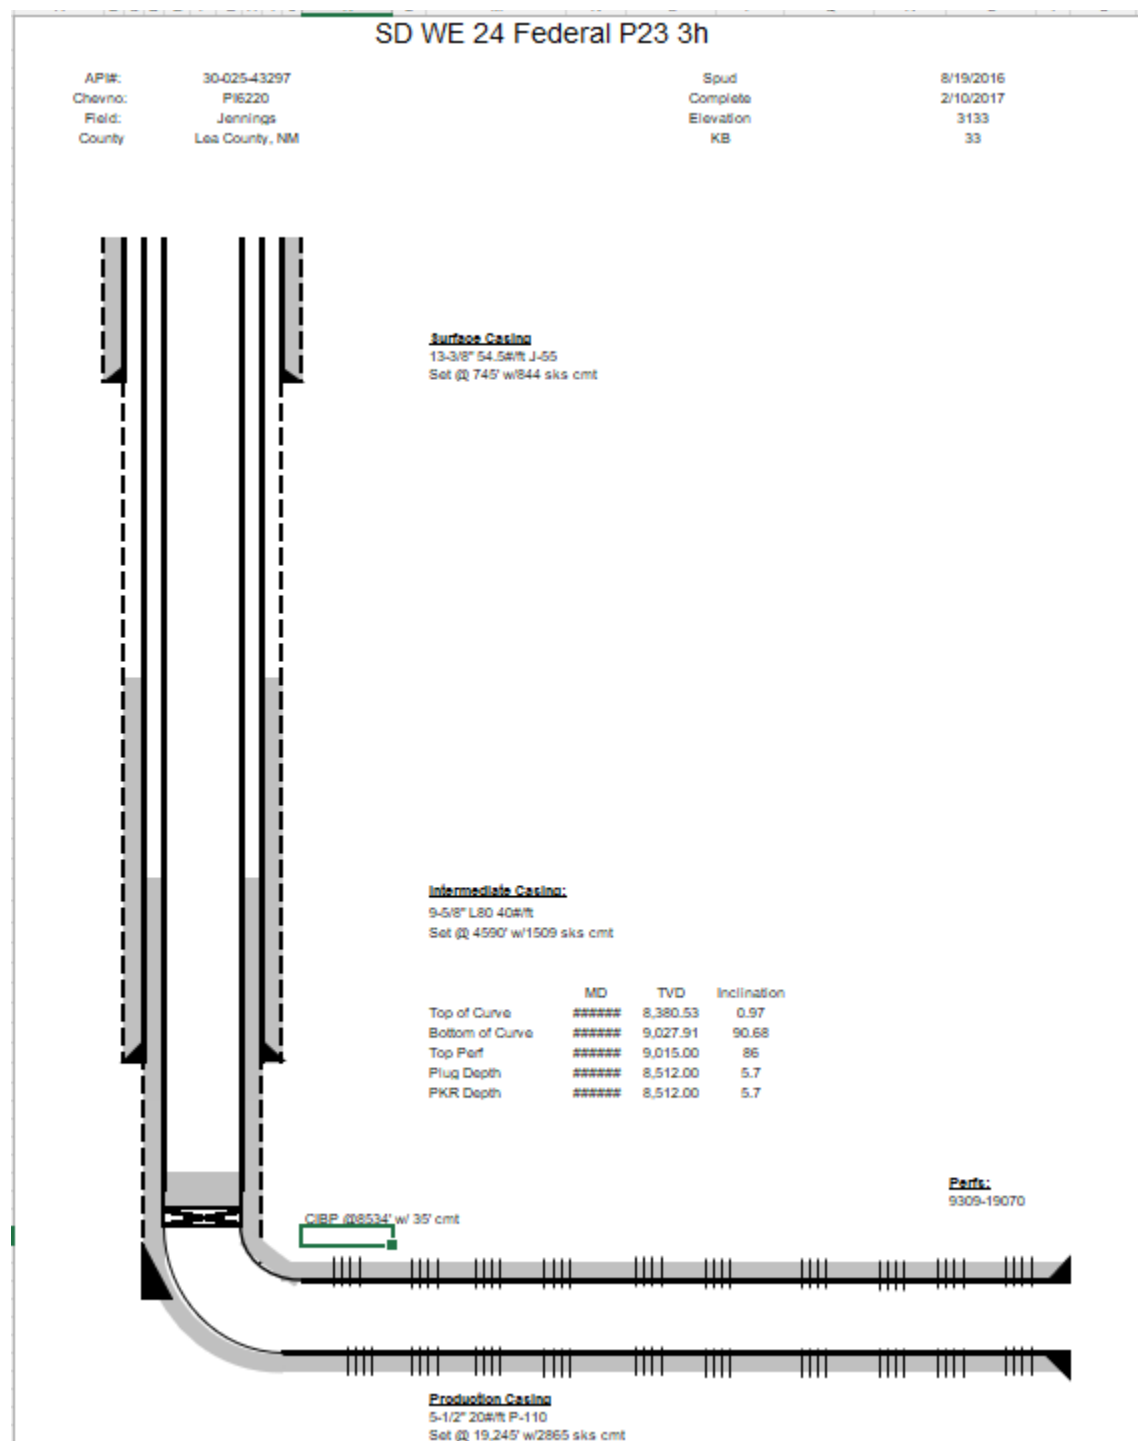 SD WE 24 Federal P23 3h
API#: 30-025-43297 Spud 8/19/2016
Chevno: PI6220 Complete 2/10/2017
Field: Jennings Elevation 3133
County Lea County, NM KB 33
Surface Casing
13-3/8" 54.5#/ft J-55
Set @ 745' w/844 sks cmt
Intermediate Casing:
9-5/8" L80 40#/ft
Set @ 4590' w/1509 sks cmt
MD TVD Inclination
Top of Curve ###### 8,380.53 0.97
Bottom of Curve ###### 9,027.91 90.68
Top Perf ###### 9,015.00 86
Plug Depth ###### 8,512.00 5.7
PKR Depth ###### 8,512.00 5.7
Perfs:
9309-19070
CIBP @8534' w/ 35' cmt
Production Casing
5-1/2" 20#/ft P-110
Set @ 19,245' w/2865 sks cmt